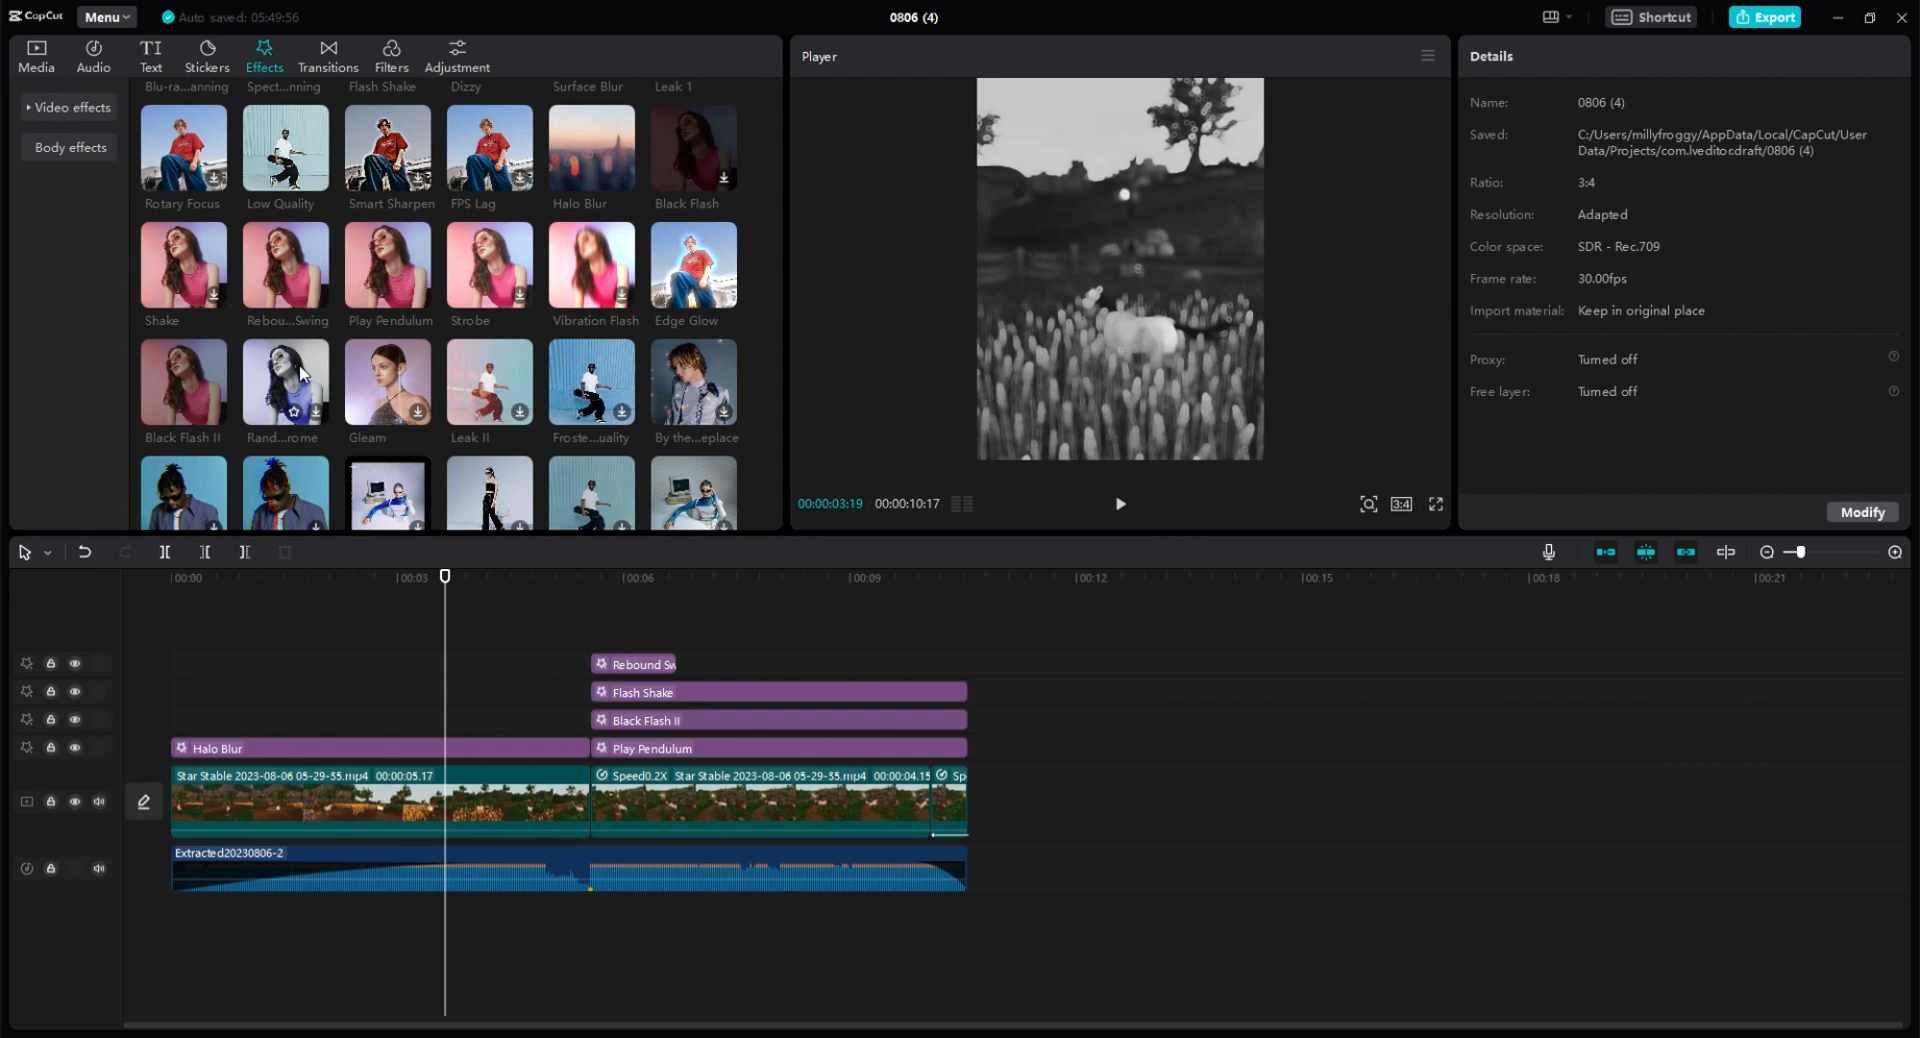 CapCut
Menu
Auto saved: 05:49:56
0806 (4)
Shortcut
Export
Media
Audio
TI
Text
Stickers
Effects
Transitions
Filters
Adjustment
Video effects
Body effects
Blu-ra...anning
Spect...nning
Flash Shake
Dizzy
Surface Blur
Leak 1
Rotary Focus
Low Quality
Smart Sharpen
FPS Lag
Halo Blur
Black Flash
Shake
Rebou...Swing
Play Pendulum
Strobe
Vibration Flash
Edge Glow
Black Flash II
Rand...rome
Gleam
Leak II
Froste...uality
By the...eplace
Player
00:00:03:19
00:00:10:17
3:4
Details
Name: 0806 (4)
Saved: C:/Users/millyfroggy/AppData/Local/CapCut/User
Data/Projects/com.lveditor.draft/0806 (4)
Ratio: 3:4
Resolution: Adapted
Color space: SDR - Rec.709
Frame rate: 30.00fps
Import material: Keep in original place
Proxy: Turned off
Free layer: Turned off
Modify
00:00
00:03
00:06
00:09
00:12
00:15
00:18
00:21
Rebound Sw
Flash Shake
Black Flash II
Halo Blur
Play Pendulum
Star Stable 2023-08-06 05-29-55.mp4 00:00:05.17
Speed0.2X Star Stable 2023-08-06 05-29-55.mp4 00:00:04.15
Sp
Extracted20230806-2